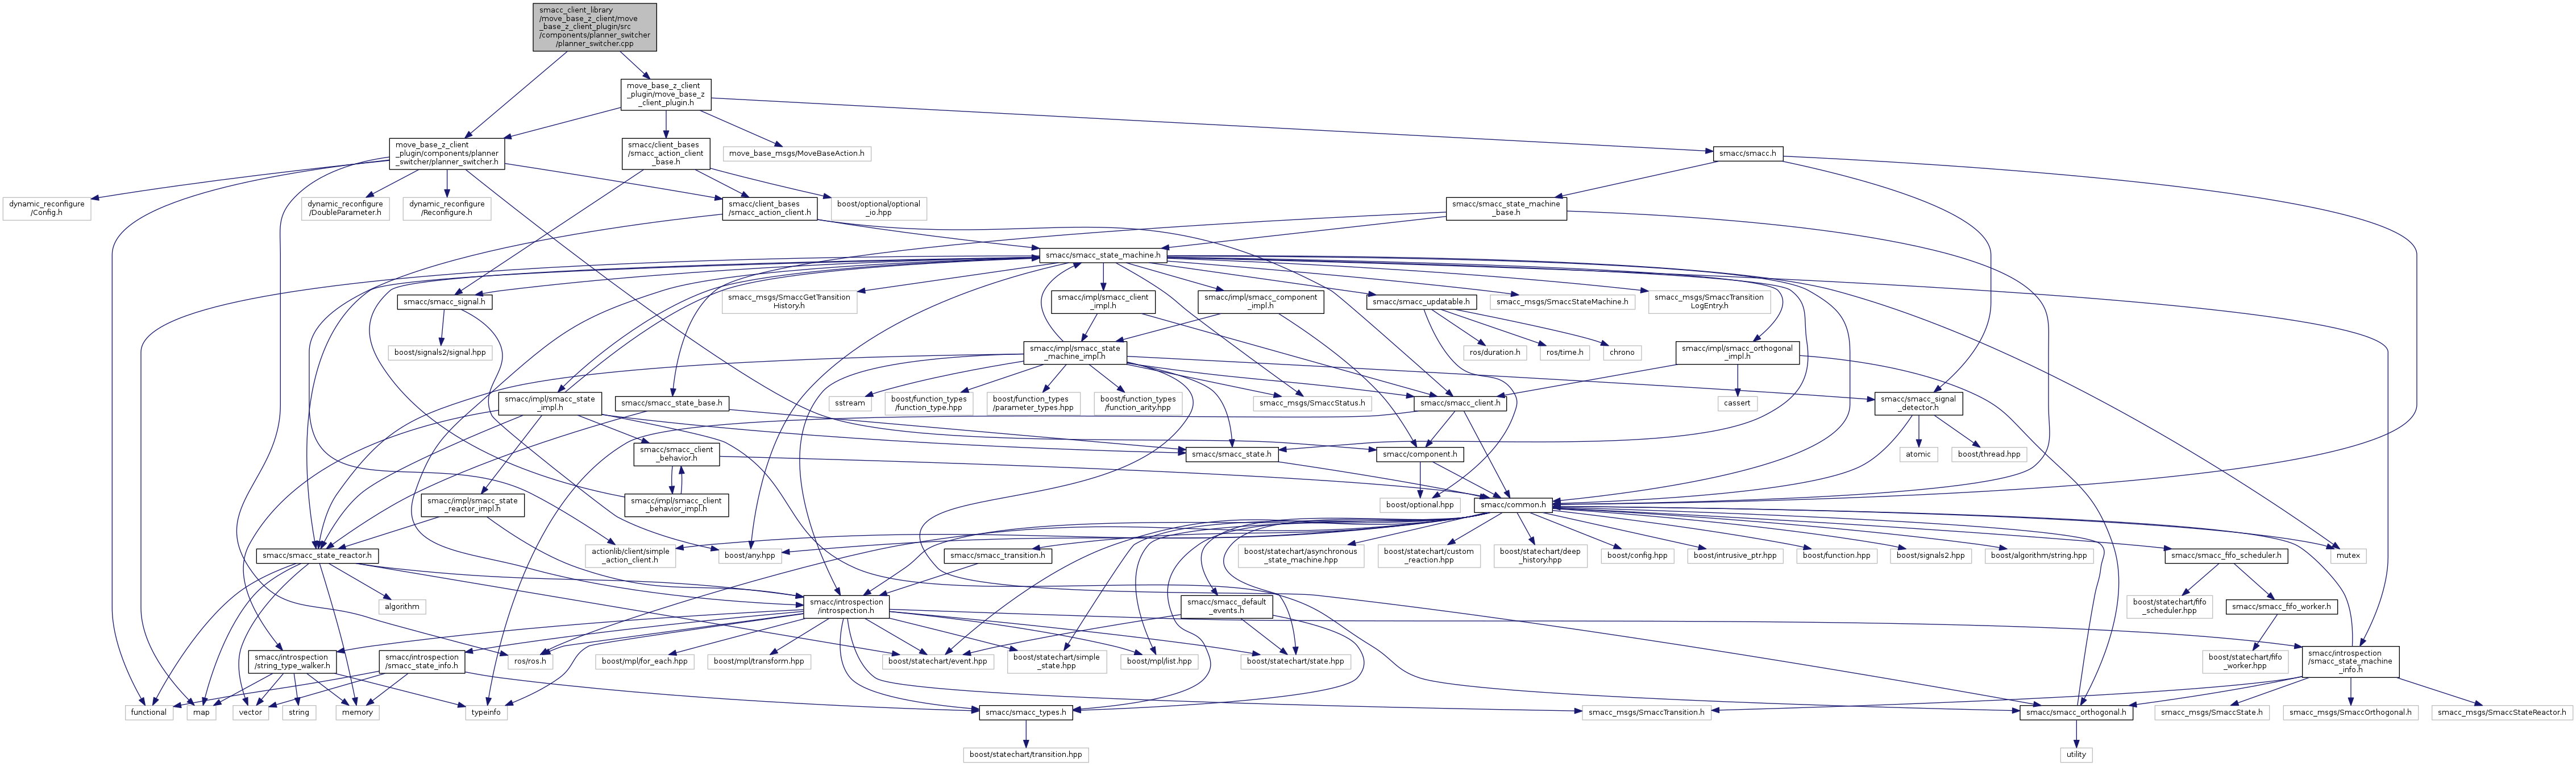 smacc_client_library
/move_base_z_client/move
_base_z_client_plugin/src
/components/planner_switcher
/planner_switcher.cpp
move_base_z_client
_plugin/move_base_z
_client_plugin.h
move_base_z_client
_plugin/components/planner
_switcher/planner_switcher.h
smacc/client_bases
/smacc_action_client
_base.h
move_base_msgs/MoveBaseAction.h
smacc/smacc.h
dynamic_reconfigure
/Config.h
dynamic_reconfigure
/DoubleParameter.h
dynamic_reconfigure
/Reconfigure.h
smacc/client_bases
/smacc_action_client.h
boost/optional/optional
_io.hpp
smacc/smacc_state_machine
_base.h
smacc/smacc_state_machine.h
smacc/smacc_signal.h
smacc_msgs/SmaccGetTransition
History.h
smacc/impl/smacc_client
_impl.h
smacc/impl/smacc_component
_impl.h
smacc/smacc_updatable.h
smacc_msgs/SmaccStateMachine.h
smacc_msgs/SmaccTransition
LogEntry.h
boost/signals2/signal.hpp
smacc/impl/smacc_state
_machine_impl.h
ros/duration.h
ros/time.h
chrono
smacc/impl/smacc_orthogonal
_impl.h
smacc/impl/smacc_state
_impl.h
smacc/smacc_state_base.h
sstream
boost/function_types
/function_type.hpp
boost/function_types
/parameter_types.hpp
boost/function_types
/function_arity.hpp
smacc_msgs/SmaccStatus.h
smacc/smacc_client.h
cassert
smacc/smacc_signal
_detector.h
smacc/smacc_client
_behavior.h
smacc/smacc_state.h
smacc/component.h
atomic
boost/thread.hpp
smacc/impl/smacc_state
_reactor_impl.h
smacc/impl/smacc_client
_behavior_impl.h
boost/optional.hpp
smacc/common.h
smacc/smacc_state_reactor.h
actionlib/client/simple
_action_client.h
boost/any.hpp
smacc/smacc_transition.h
boost/statechart/asynchronous
_state_machine.hpp
boost/statechart/custom
_reaction.hpp
boost/statechart/deep
_history.hpp
boost/config.hpp
boost/intrusive_ptr.hpp
boost/function.hpp
boost/signals2.hpp
boost/algorithm/string.hpp
smacc/smacc_fifo_scheduler.h
mutex
algorithm
smacc/introspection
/introspection.h
smacc/smacc_default
_events.h
boost/statechart/fifo
_scheduler.hpp
smacc/smacc_fifo_worker.h
smacc/introspection
/string_type_walker.h
smacc/introspection
/smacc_state_info.h
ros/ros.h
boost/mpl/for_each.hpp
boost/mpl/transform.hpp
boost/statechart/event.hpp
boost/statechart/simple
_state.hpp
boost/mpl/list.hpp
boost/statechart/state.hpp
boost/statechart/fifo
_worker.hpp
smacc/introspection
/smacc_state_machine
_info.h
functional
map
vector
string
memory
typeinfo
smacc/smacc_types.h
smacc_msgs/SmaccTransition.h
smacc/smacc_orthogonal.h
smacc_msgs/SmaccState.h
smacc_msgs/SmaccOrthogonal.h
smacc_msgs/SmaccStateReactor.h
boost/statechart/transition.hpp
utility